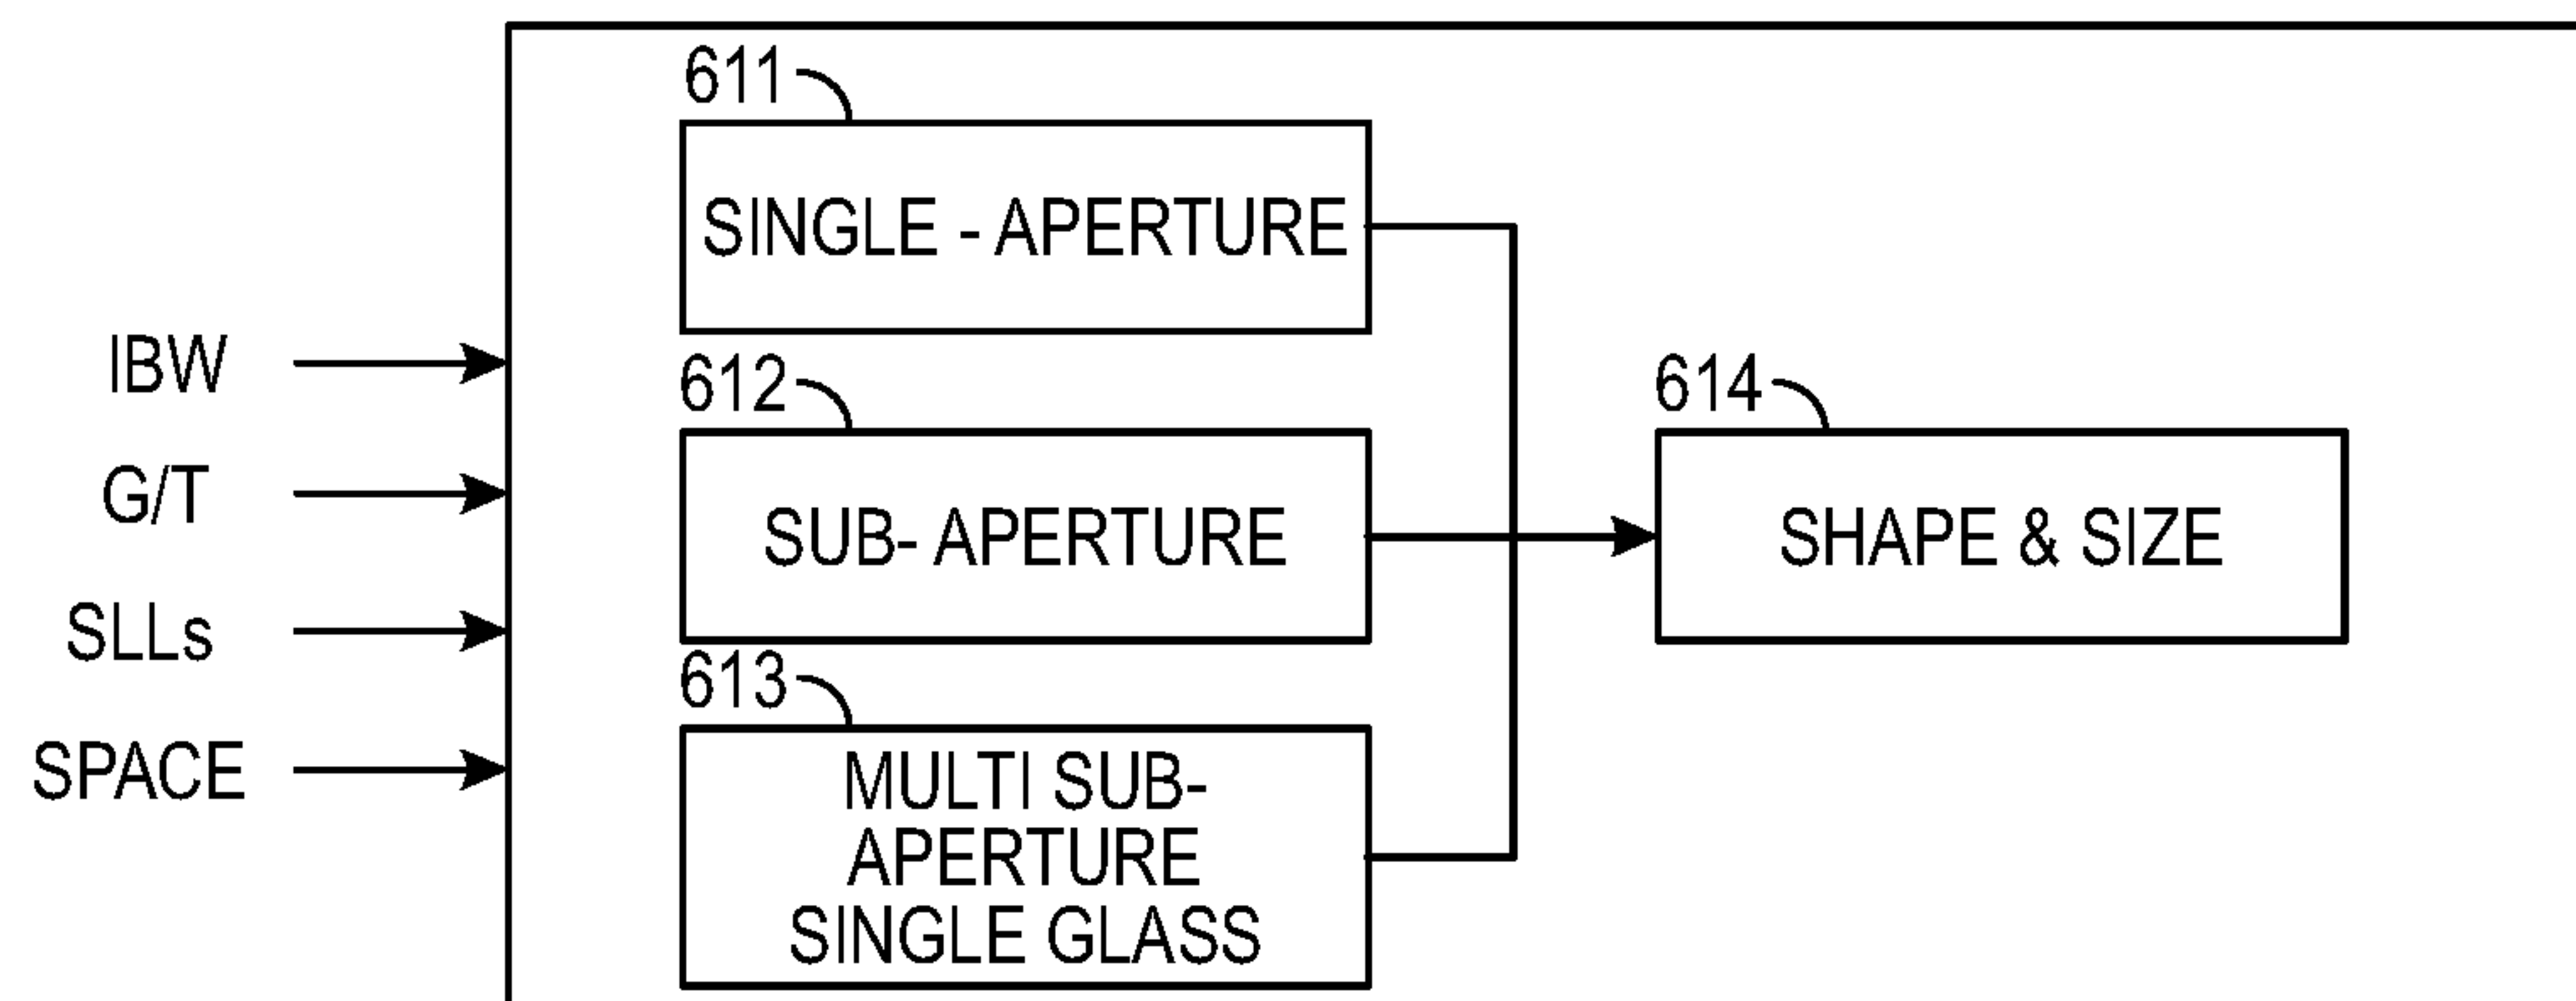 611
SINGLE - APERTURE
IBW
G/T
SLLs
SPACE
612
SUB- APERTURE
613
MULTI SUB-
APERTURE
SINGLE GLASS
614
SHAPE & SIZE